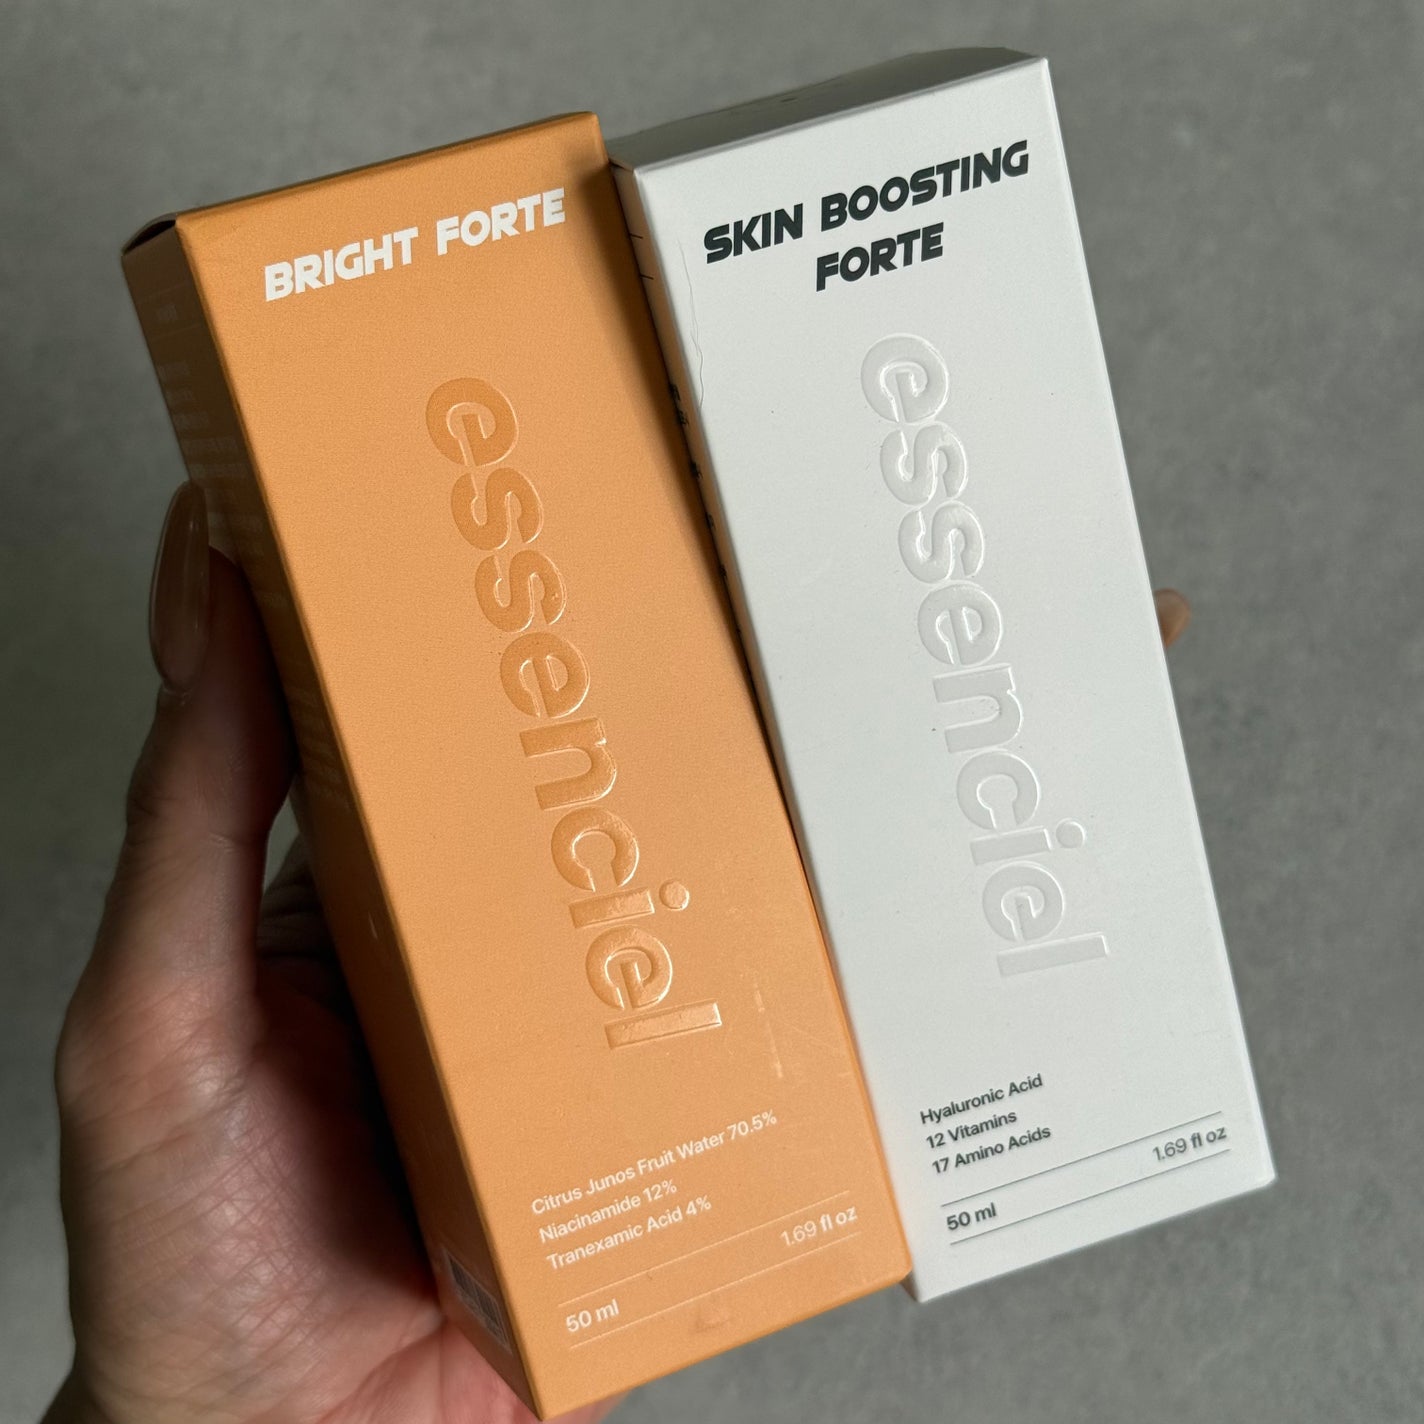 BRIGHT FORTE
essenciel
Citrus Junos Fruit Water 70.5%
Niacinamide 12%
Tranexamic Acid 4%
50 ml 1.69 fl oz
SKIN BOOSTING
FORTE
essenciel
Hyaluronic Acid
12 Vitamins
17 Amino Acids
50 ml 1.69 fl oz